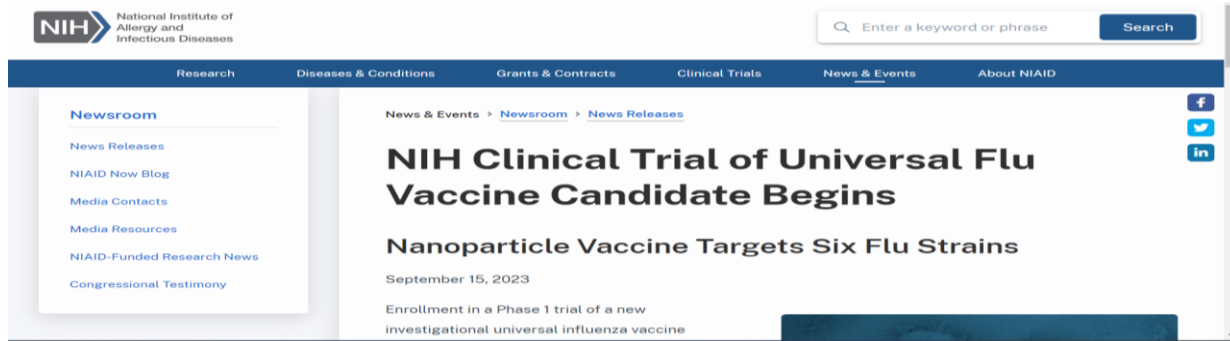 NIH
National Institute of
Allergy and
Infectious Diseases
Enter a keyword or phrase
Search
Research
Diseases & Conditions
Grants & Contracts
Clinical Trials
News & Events
About NIAID
Newsroom
News Releases
NIAID Now Blog
Media Contacts
Media Resources
NIAID-Funded Research News
Congressional Testimony
News & Events > Newsroom > News Releases
NIH Clinical Trial of Universal Flu
Vaccine Candidate Begins
Nanoparticle Vaccine Targets Six Flu Strains
September 15, 2023
Enrollment in a Phase 1 trial of a new
investigational universal influenza vaccine
f
in